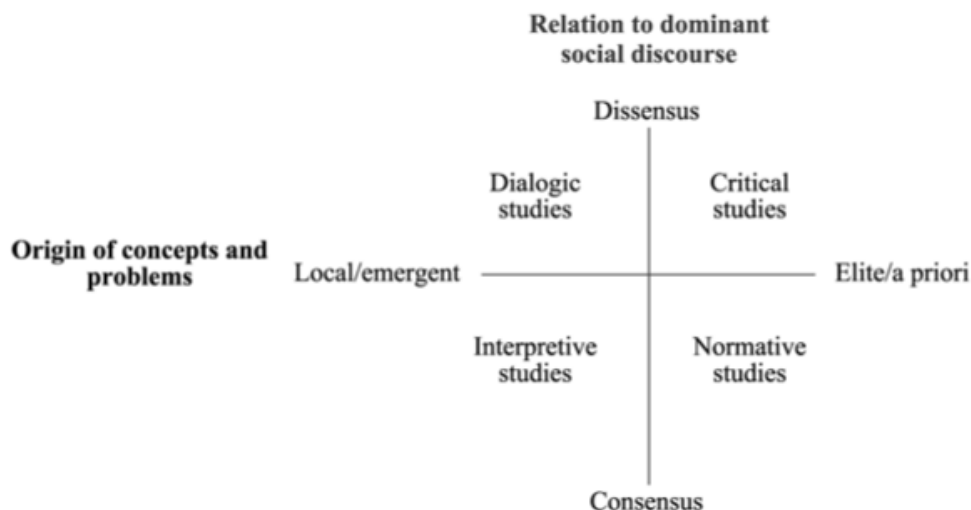 Relation to dominant
social discourse
Dissensus
Dialogic
studies
Critical
studies
Origin of concepts and
problems
Local/emergent
Elite/a priori
Interpretive
studies
Normative
studies
Consensus